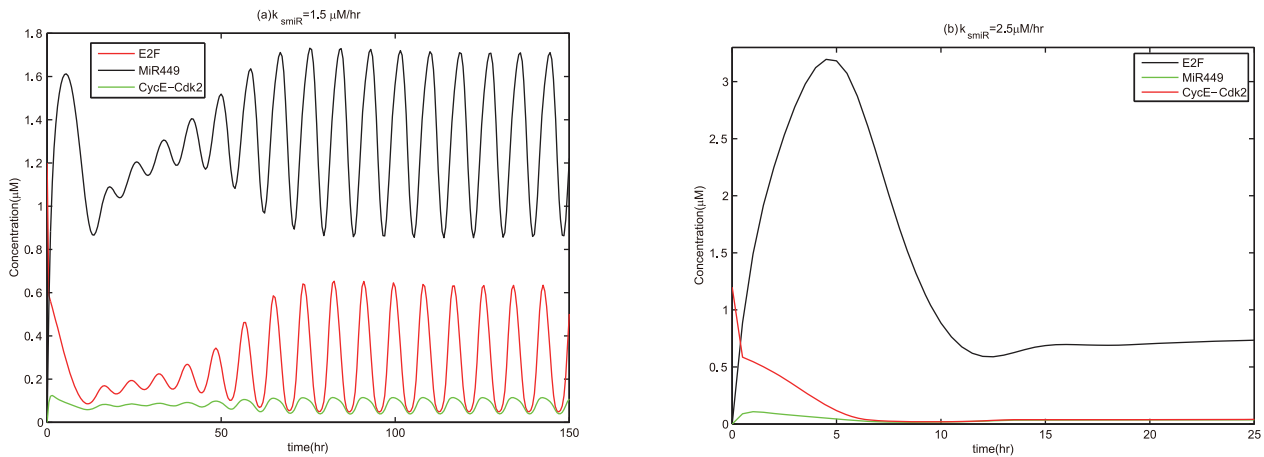 (a)k smiR=1.5 μM/hr
E2F
MiR449
CycE−Cdk2
Concentration(μM)
1.8
1.6
1.4
1.2
1
0.8
0.6
0.4
0.2
0
0 50 100 150
time(hr)
(b)k smiR=2.5μM/hr
E2F
MiR449
CycE−Cdk2
Concentration(μM)
3
2.5
2
1.5
1
0.5
0
0 5 10 15 20 25
time(hr)